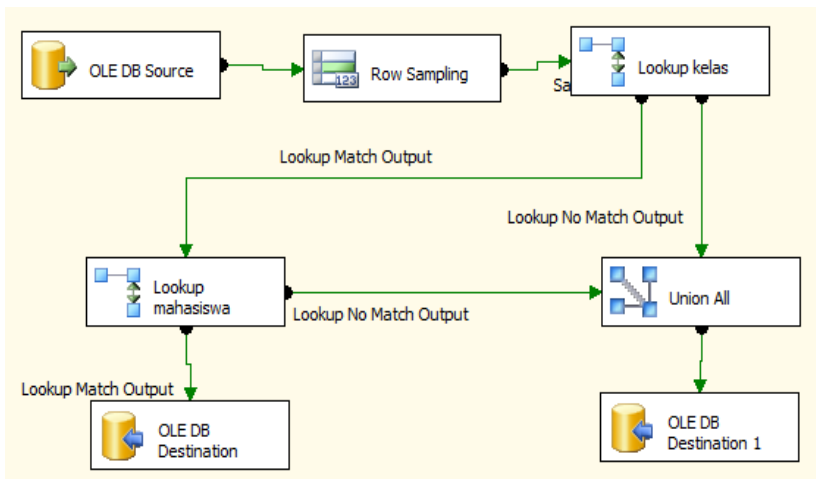 OLE DB Source
Row Sampling
Lookup kelas
Sa
Lookup Match Output
Lookup No Match Output
Lookup
mahasiswa
Lookup No Match Output
Union All
Lookup Match Output
OLE DB
Destination
OLE DB
Destination 1